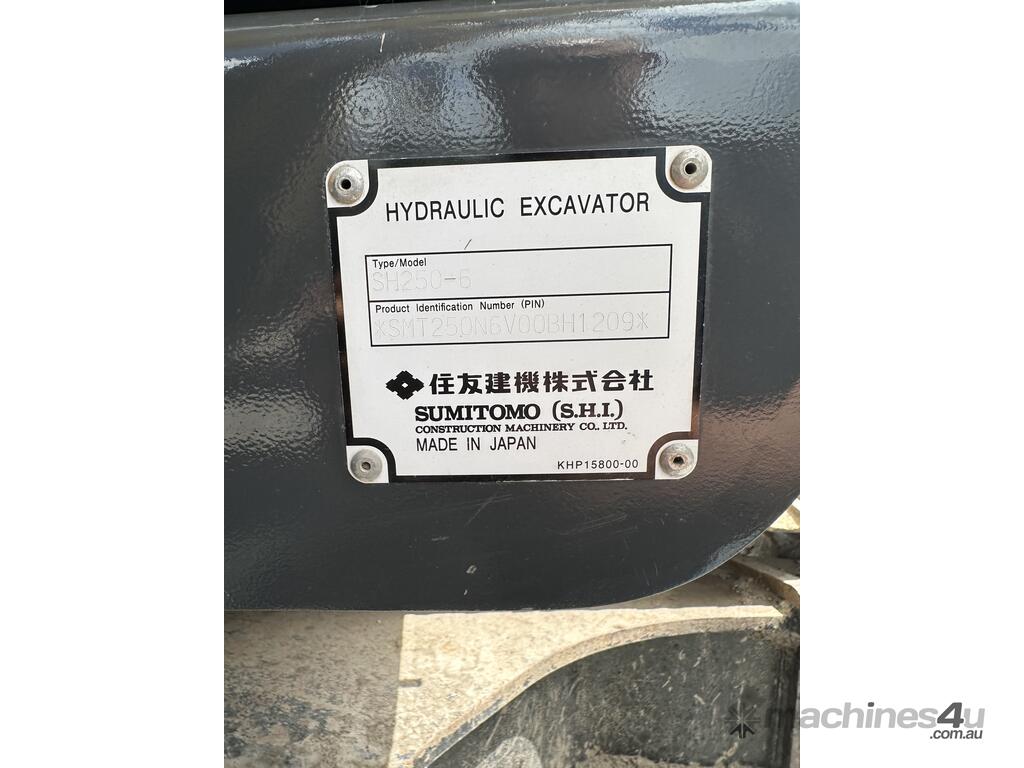 HYDRAULIC EXCAVATOR
Type/Model
SH250-6
Product Identification Number (PIN)
*SMT250N6V00BH1209*
住友建機株式会社
SUMITOMO (S.H.I.)
CONSTRUCTION MACHINERY CO., LTD.
MADE IN JAPAN
KHP15800-00
machines4u
.com.au